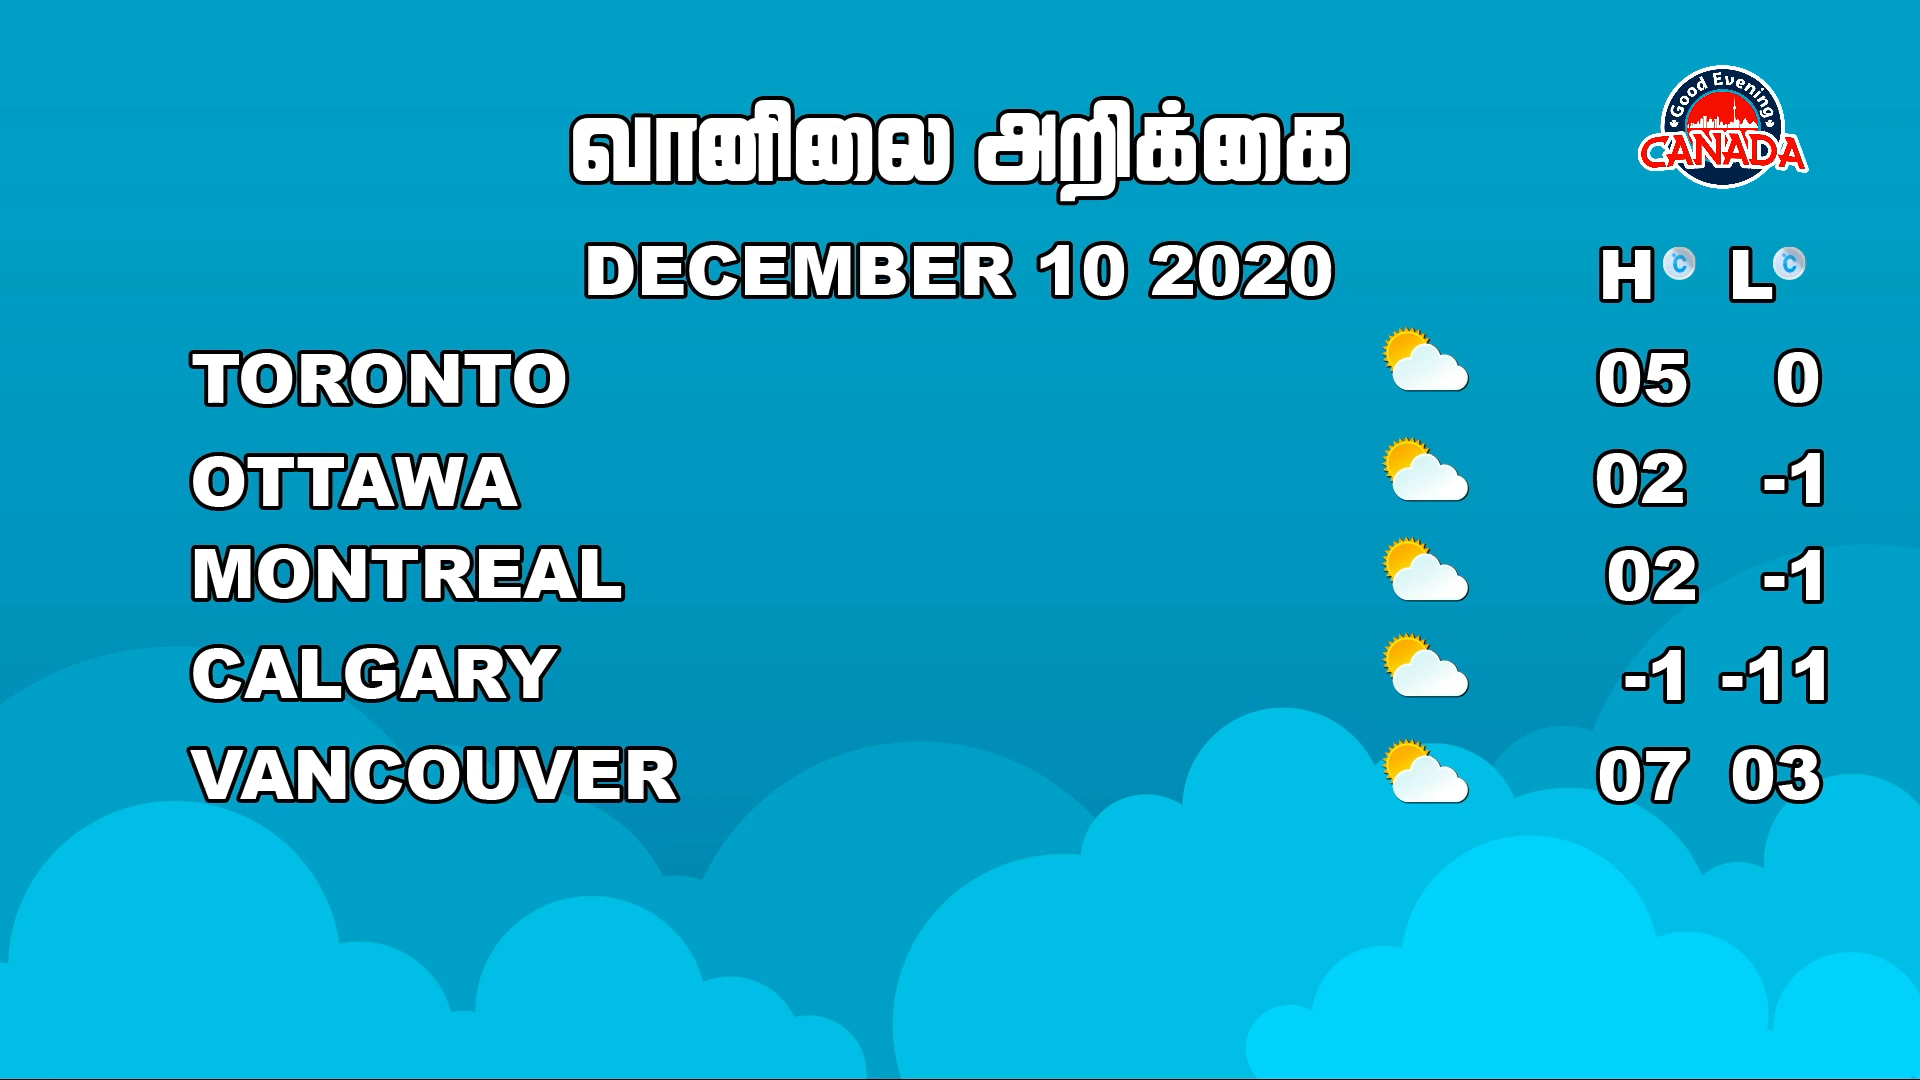 Good Evening
CANADA
வானிலை அறிக்கை
DECEMBER 10 2020 H°C L°C
TORONTO 05 0
OTTAWA 02 -1
MONTREAL 02 -1
CALGARY -1 -11
VANCOUVER 07 03